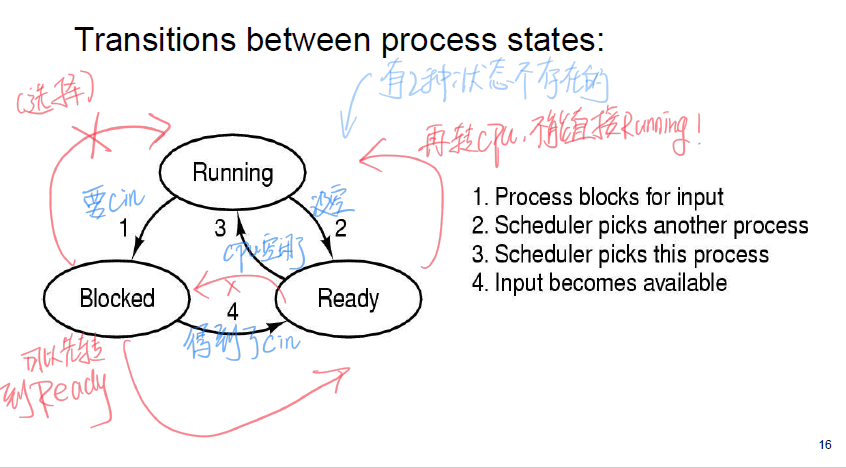 Transitions between process states:
(选择)
有2种状态不存在的
再转CPU,不能直接Running!
Running
要Cin
没空
1
3
2
CPU空闲了
1. Process blocks for input
2. Scheduler picks another process
3. Scheduler picks this process
4. Input becomes available
Blocked
Ready
4
得到了Cin
可以先转
到Ready
16